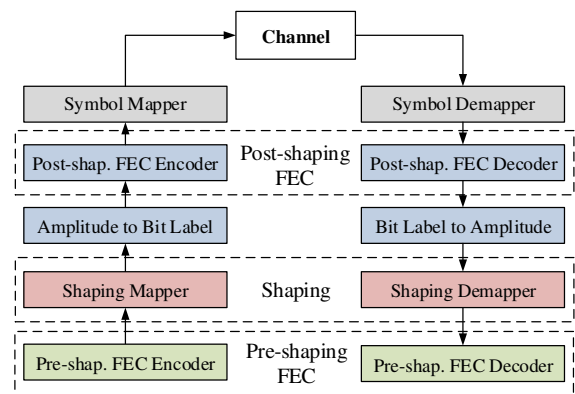 Channel
Symbol Mapper
Symbol Demapper
Post-shap. FEC Encoder
Post-shaping
FEC
Post-shap. FEC Decoder
Amplitude to Bit Label
Bit Label to Amplitude
Shaping Mapper
Shaping
Shaping Demapper
Pre-shap. FEC Encoder
Pre-shaping
FEC
Pre-shap. FEC Decoder